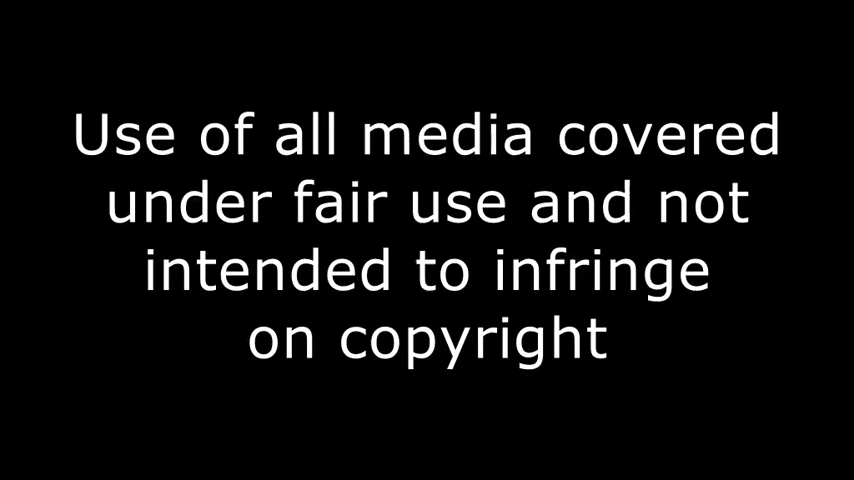 Use of all media covered
under fair use and not
intended to infringe
on copyright